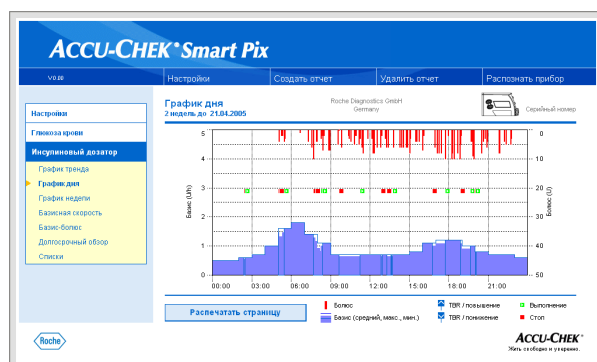 ACCU-CHEK® Smart Pix
V 0.00
Настройки
Создать отчет
Удалить отчет
Распознать прибор
Настройки
Глюкоза крови
Инсулиновый дозатор
График тренда
График дня
График недели
Базисная скорость
Базис-болюс
Долгосрочный обзор
Списки
График дня
2 недель до 21.04.2005
Roche Diagnostics GmbH
Germany
Серийный номер
Базис (U/h)
5
4
3
2
1
0
Болюс (U)
0
10
20
30
40
50
00:00 03:00 06:00 09:00 12:00 15:00 18:00 21:00
Распечатать страницу
Болюс
Базис (средний, макс., мин.)
TBR / повышение
TBR / понижение
Выполнение
Стоп
Roche
ACCU-CHEK®
Жить свободно и уверенно.